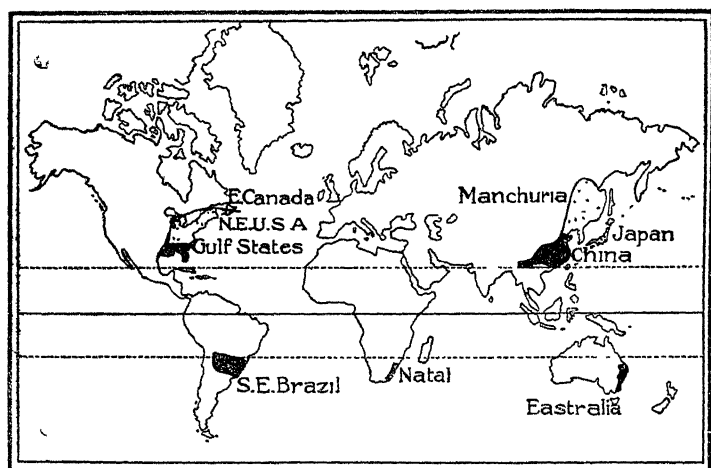 E.Canada
N.E.U.S A
Gulf States
Manchuria
Japan
China
S.E.Brazil
Natal
Eastralia